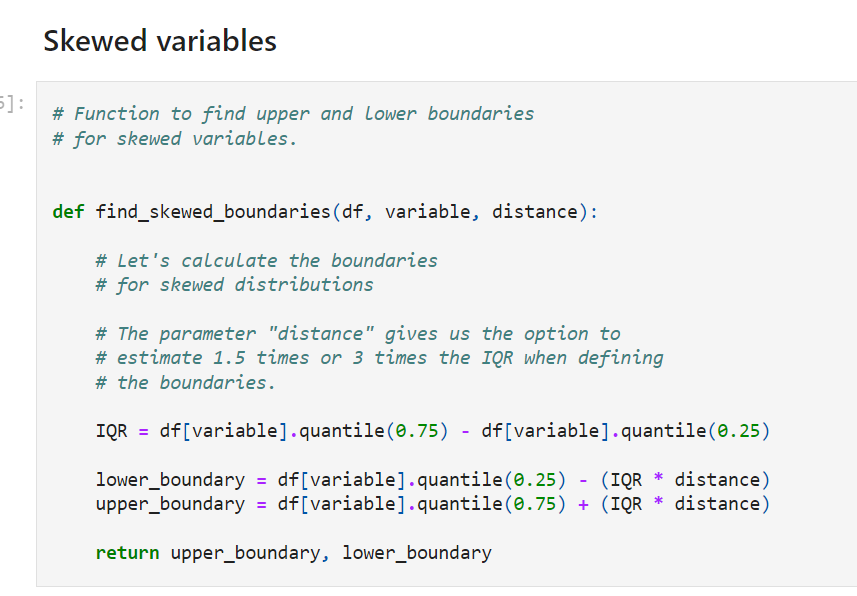 Skewed variables
5]:
# Function to find upper and lower boundaries
# for skewed variables.
def find_skewed_boundaries(df, variable, distance):
# Let's calculate the boundaries
# for skewed distributions
# The parameter "distance" gives us the option to
# estimate 1.5 times or 3 times the IQR when defining
# the boundaries.
IQR = df[variable].quantile(0.75) - df[variable].quantile(0.25)
lower_boundary = df[variable].quantile(0.25) - (IQR * distance)
upper_boundary = df[variable].quantile(0.75) + (IQR * distance)
return upper_boundary, lower_boundary